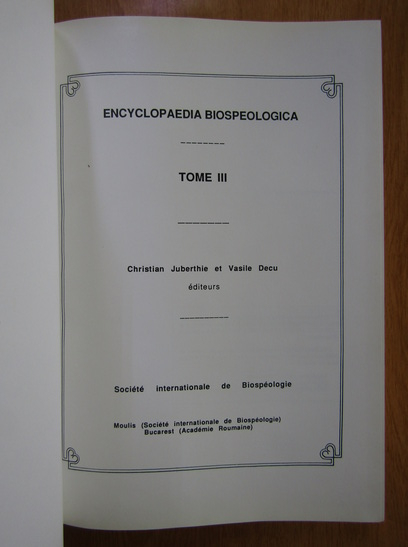 ENCYCLOPAEDIA BIOSPEOLOGICA
TOME III
Christian Juberthie et Vasile Decu
éditeurs
Société internationale de Biospéologie
Moulis (Société internationale de Biospéologie)
Bucarest (Académie Roumaine)